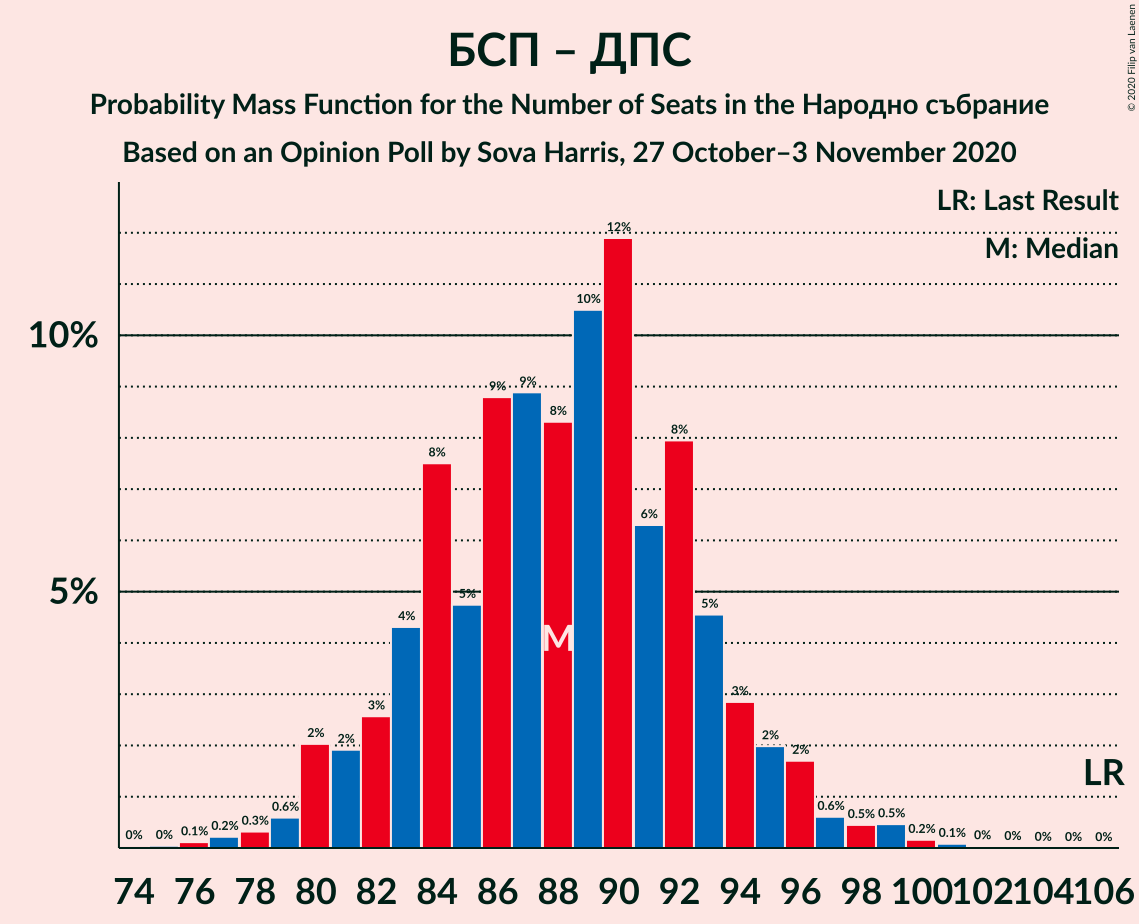 БСП – ДПС
Probability Mass Function for the Number of Seats in the Народно събрание
Based on an Opinion Poll by Sova Harris, 27 October–3 November 2020
© 2020 Filip van Laenen
LR: Last Result
M: Median
10%
5%
0% 0% 0.1% 0.2% 0.3% 0.6% 2% 2% 3% 4% 8% 5% 9% 9% 8% 10% 12% 6% 8% 5% 3% 2% 2% 0.6% 0.5% 0.5% 0.2% 0.1% 0% 0% 0% 0% 0%
M
LR
74 76 78 80 82 84 86 88 90 92 94 96 98 100 102 104 106